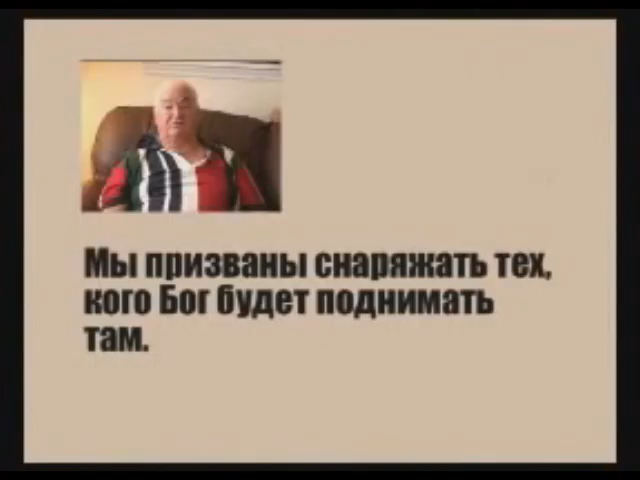 Мы призваны снаряжать тех,
кого Бог будет поднимать
там.